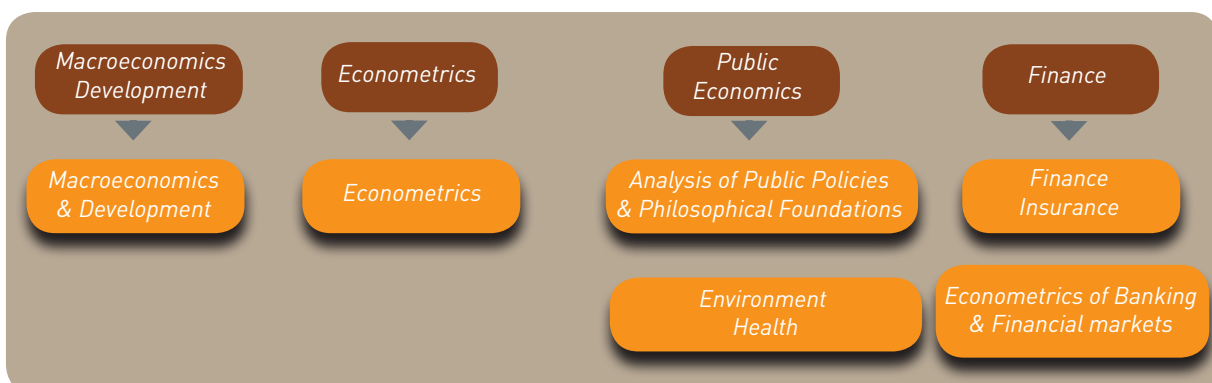 Macroeconomics
Development
Econometrics
Public
Economics
Finance
Macroeconomics
& Development
Econometrics
Analysis of Public Policies
& Philosophical Foundations
Finance
Insurance
Environment
Health
Econometrics of Banking
& Financial markets